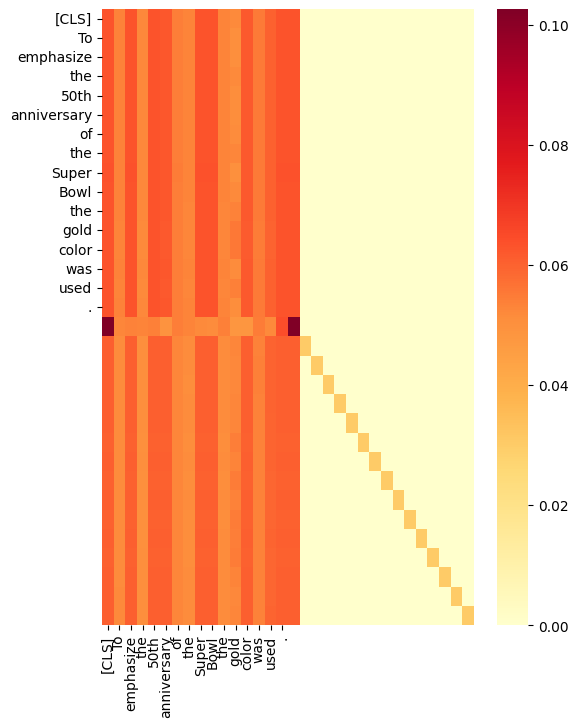 [CLS]
To
emphasize
the
50th
anniversary
of
the
Super
Bowl
the
gold
color
was
used
.
0.10
0.08
0.06
0.04
0.02
0.00
[CLS]
To
emphasize
the
50th
anniversary
of
the
Super
Bowl
the
gold
color
was
used
.